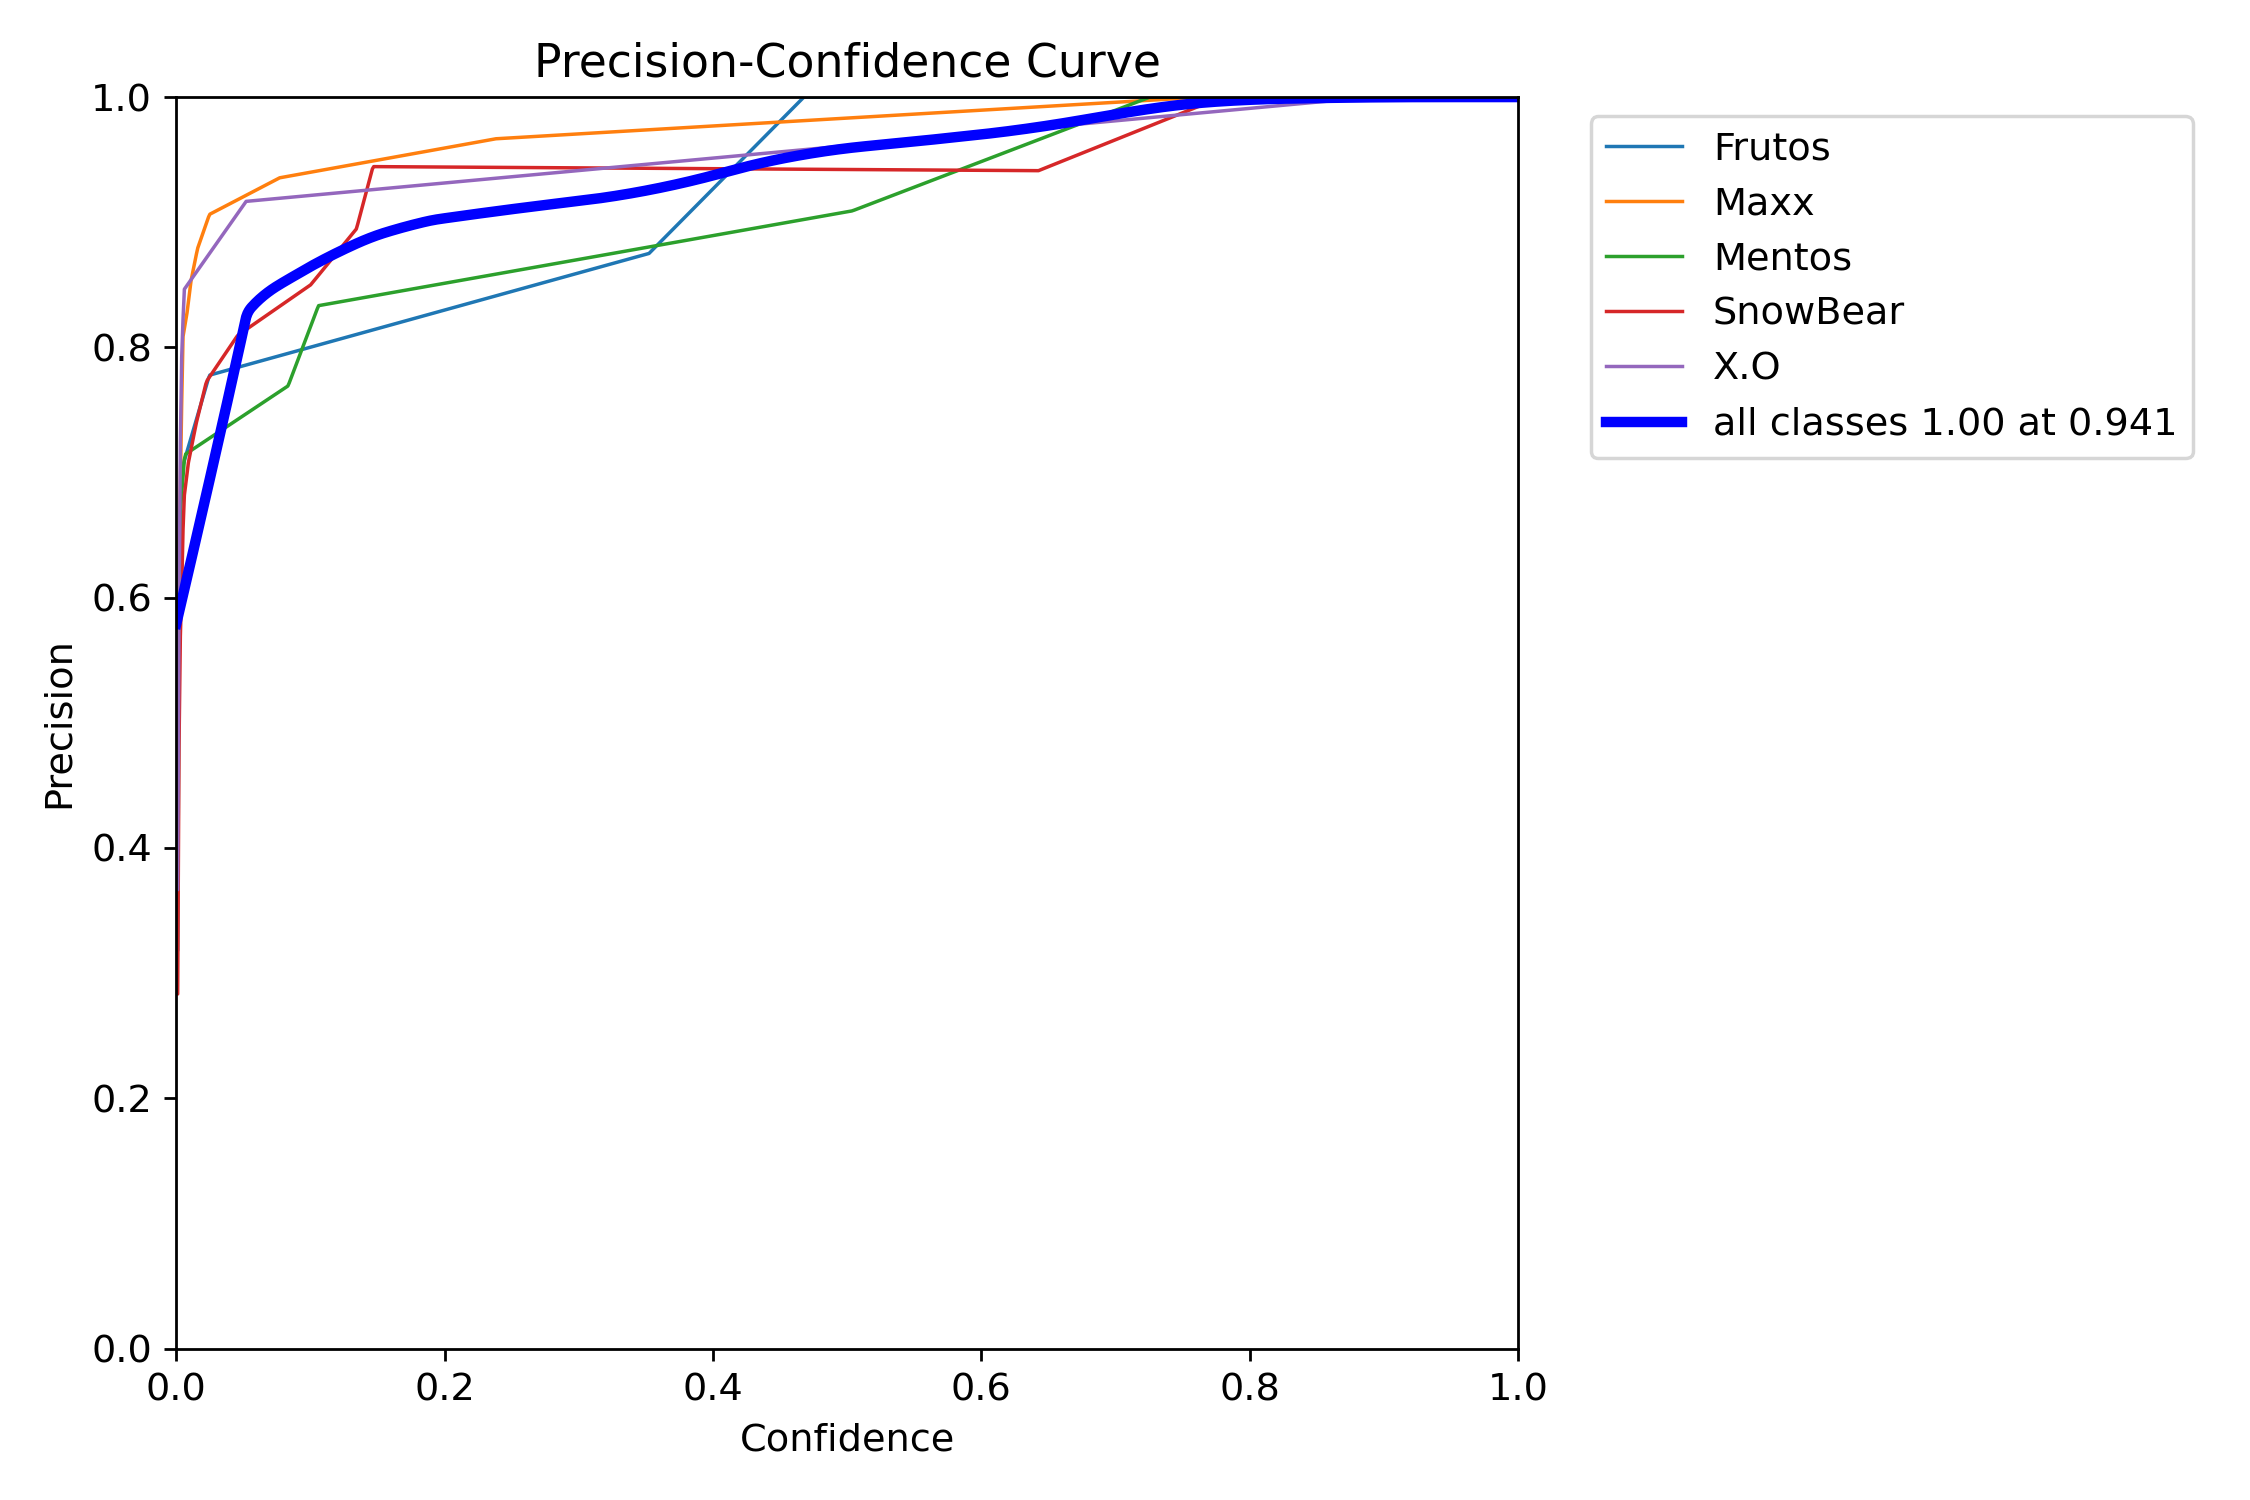 Precision-Confidence Curve
1.0
0.8
0.6
0.4
0.2
0.0
Precision
0.0 0.2 0.4 0.6 0.8 1.0
Confidence
Frutos
Maxx
Mentos
SnowBear
X.O
all classes 1.00 at 0.941